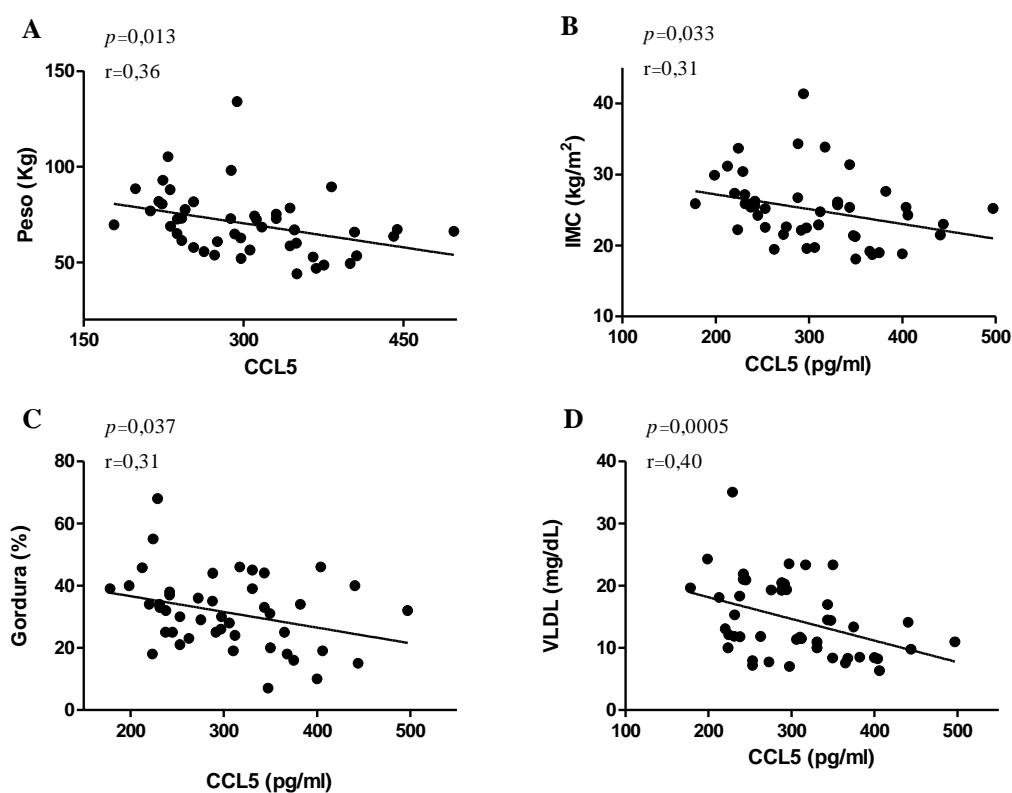 A
p=0,013
r=0,36
150
100
50
Peso (Kg)
150
300
450
CCL5
B
p=0,033
r=0,31
40
30
20
10
IMC (kg/m²)
100
200
300
400
500
CCL5 (pg/ml)
C
p=0,037
r=0,31
80
60
40
20
0
Gordura (%)
200
300
400
500
CCL5 (pg/ml)
D
p=0,0005
r=0,40
40
30
20
10
0
VLDL (mg/dL)
100
200
300
400
500
CCL5 (pg/ml)